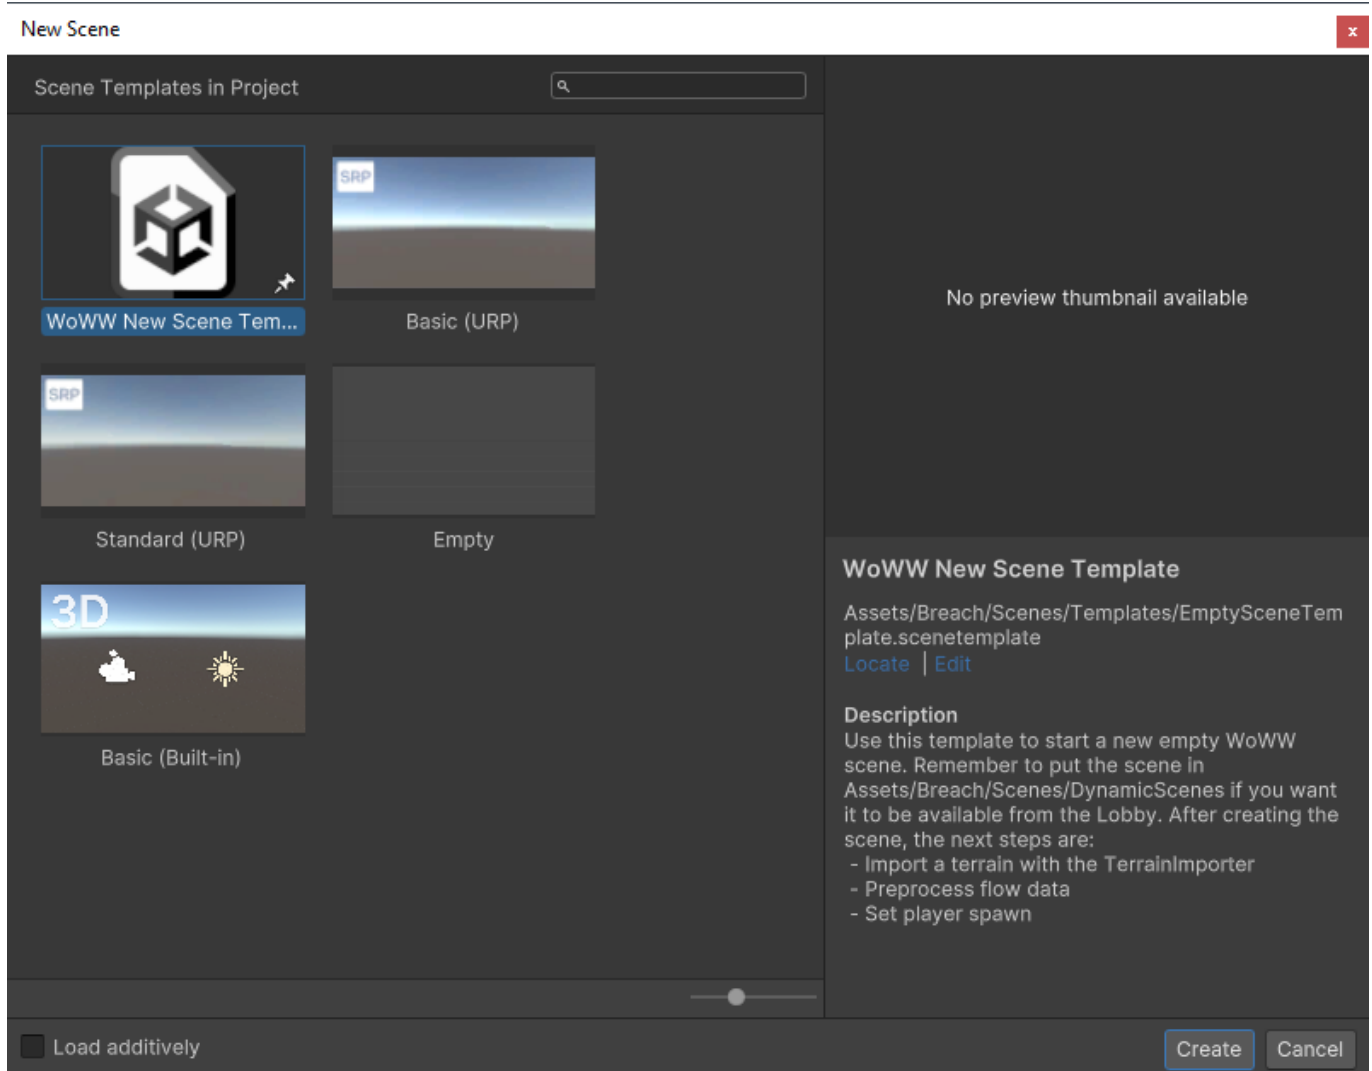 New Scene
x
Scene Templates in Project
WoWW New Scene Tem...
SRP
Basic (URP)
SRP
Standard (URP)
Empty
3D
Basic (Built-in)
No preview thumbnail available
WoWW New Scene Template
Assets/Breach/Scenes/Templates/EmptySceneTem
plate.scenetemplate
Locate | Edit
Description
Use this template to start a new empty WoWW
scene. Remember to put the scene in
Assets/Breach/Scenes/DynamicScenes if you want
it to be available from the Lobby. After creating the
scene, the next steps are:
- Import a terrain with the TerrainImporter
- Preprocess flow data
- Set player spawn
Load additively
Create
Cancel